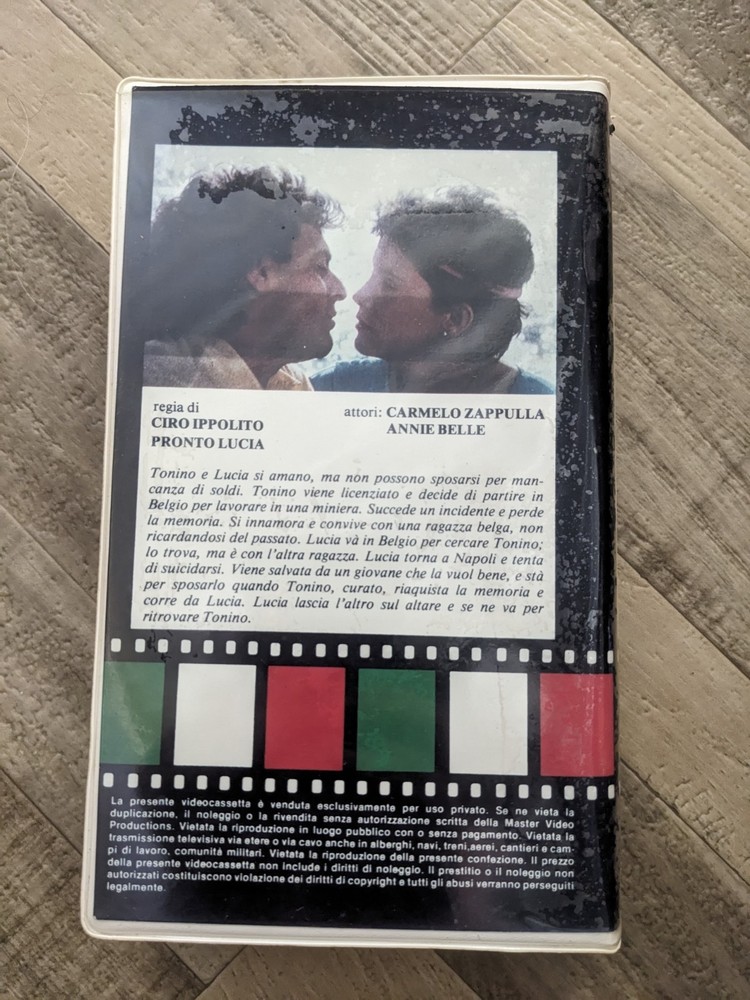 regia di
CIRO IPPOLITO
PRONTO LUCIA
attori: CARMELO ZAPPULLA
ANNIE BELLE
Tonino e Lucia si amano, ma non possono sposarsi per man-
canza di soldi. Tonino viene licenziato e decide di partire in
Belgio per lavorare in una miniera. Succede un incidente e perde
la memoria. Si innamora e convive con una ragazza belga, non
ricardandosi del passato. Lucia và in Belgio per cercare Tonino;
lo trova, ma è con l'altra ragazza. Lucia torna a Napoli e tenta
di suicidarsi. Viene salvata da un giovane che la vuol bene, e stà
per sposarlo quando Tonino, curato, riaquista la memoria e
corre da Lucia. Lucia lascia l'altro sul altare e se ne va per
ritrovare Tonino.
La presente videocassetta è venduta esclusivamente per uso privato. Se ne vieta la
duplicazione, il noleggio o la rivendita senza autorizzazione scritta della Master Video
Productions. Vietata la riproduzione in luogo pubblico con o senza pagamento. Vietata la
trasmissione televisiva via etere o via cavo anche in alberghi, navi, treni,aerei, cantieri e cam-
pi di lavoro, comunità militari. Vietata la riproduzione della presente confezione. Il prezzo
della presente videocassetta non include i diritti di noleggio. Il prestitio o il noleggio non
autorizzati costituiscono violazione dei diritti di copyright e tutti gli abusi verranno perseguiti
legalmente.